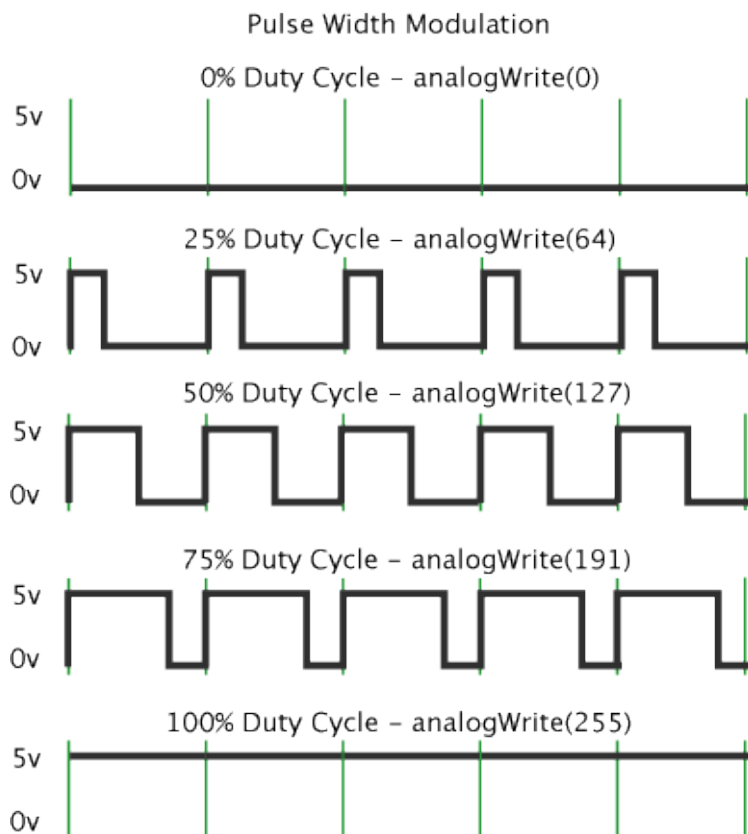 Pulse Width Modulation
0% Duty Cycle – analogWrite(0)
5v
0v
25% Duty Cycle – analogWrite(64)
5v
0v
50% Duty Cycle – analogWrite(127)
5v
0v
75% Duty Cycle – analogWrite(191)
5v
0v
100% Duty Cycle – analogWrite(255)
5v
0v